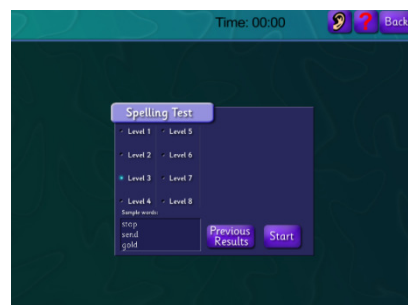 Time: 00:00
? Back
Spelling Test
Level 1 Level 5
Level 2 Level 6
Level 3 Level 7
Level 4 Level 8
Sample words:
stop
send
gold
Previous Results
Start